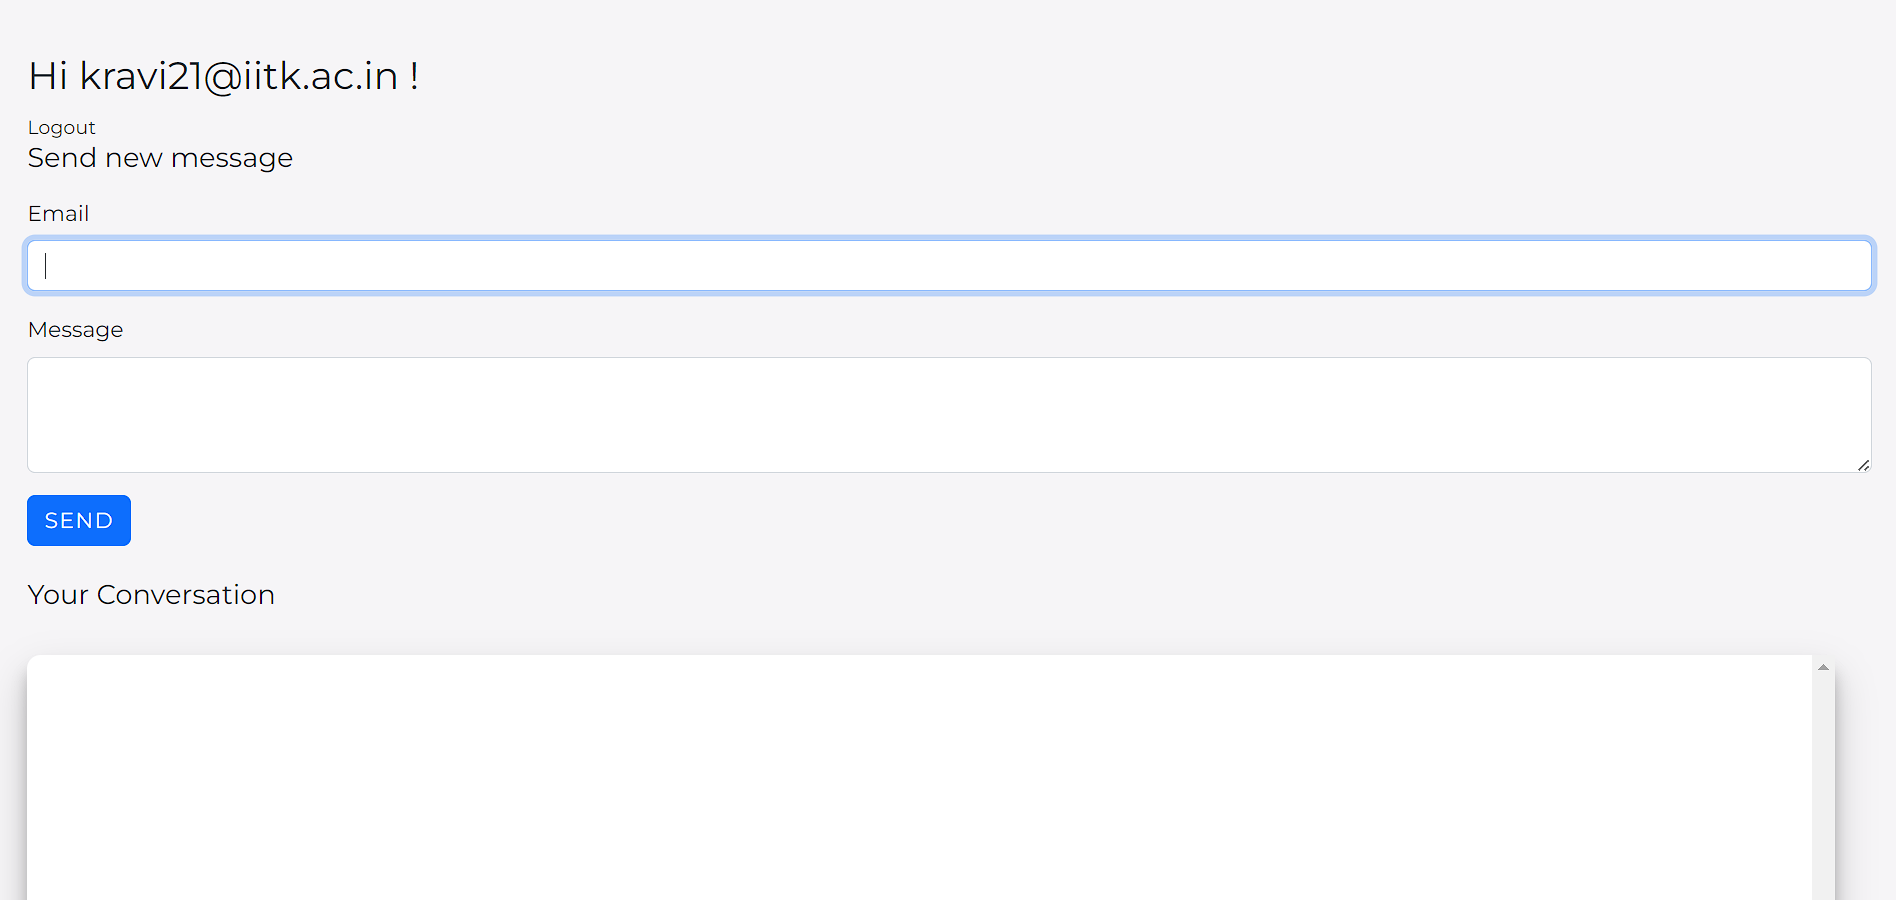 Hi kravi21@iitk.ac.in !
Logout
Send new message
Email
Message
SEND
Your Conversation